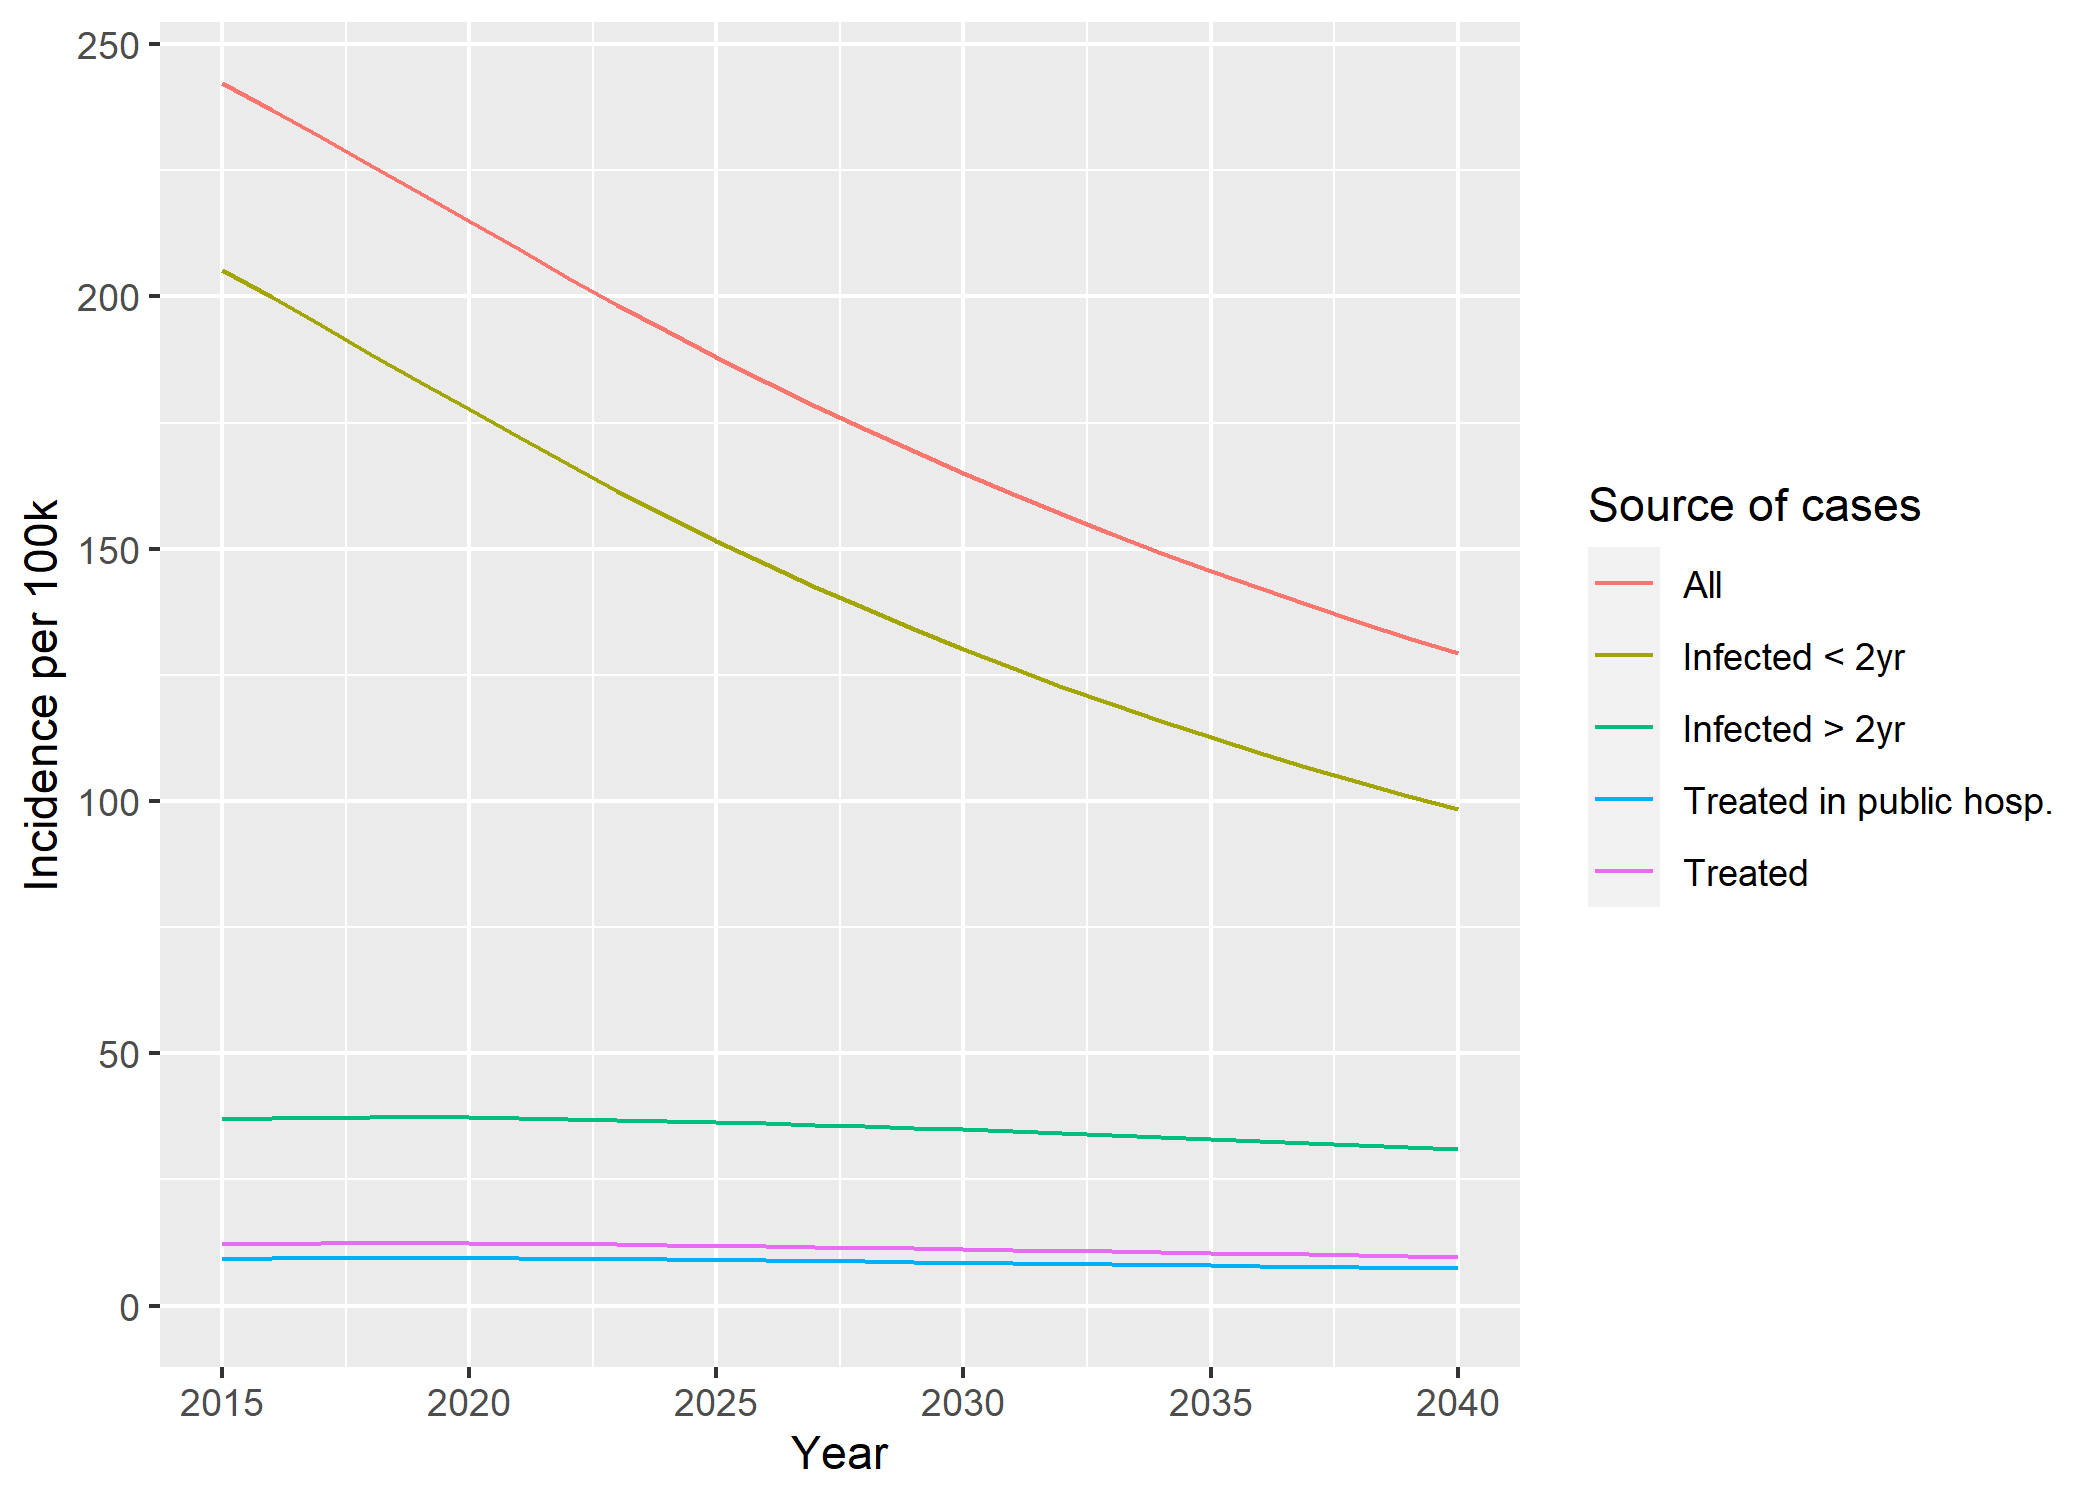 250
200
150
100
50
0
Incidence per 100k
2015 2020 2025 2030 2035 2040
Year
Source of cases
All
Infected < 2yr
Infected > 2yr
Treated in public hosp.
Treated